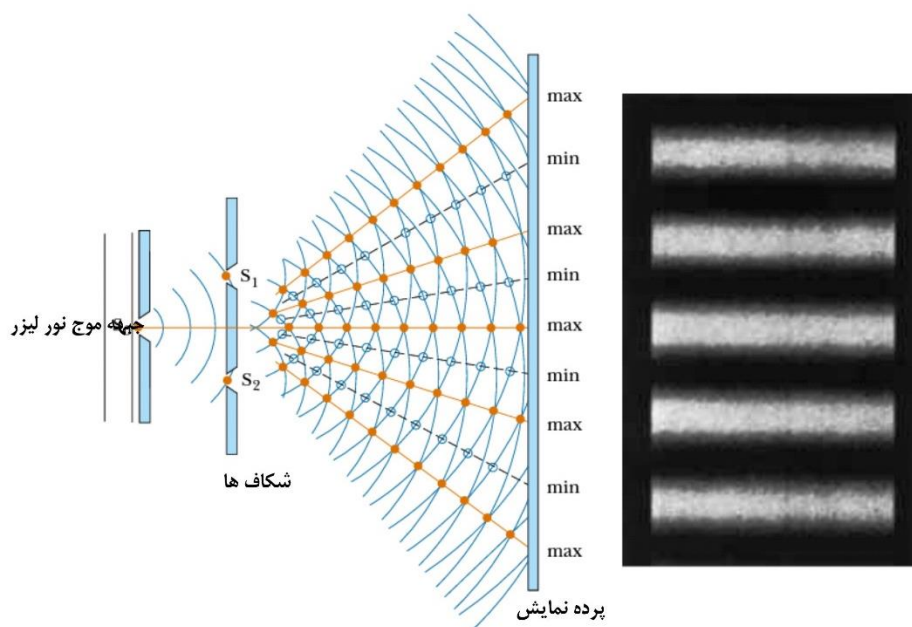 max
min
max
S₁
min
جبهه موج نور لیزر
max
min
S₂
max
شکاف ها
min
max
پرده نمایش